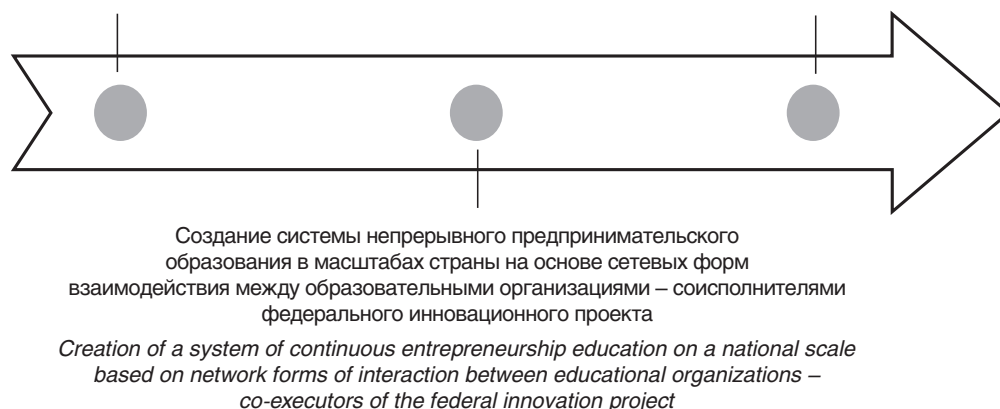 Создание системы непрерывного предпринимательского
образования в масштабах страны на основе сетевых форм
взаимодействия между образовательными организациями – соисполнителями
федерального инновационного проекта
Creation of a system of continuous entrepreneurship education on a national scale
based on network forms of interaction between educational organizations –
co-executors of the federal innovation project